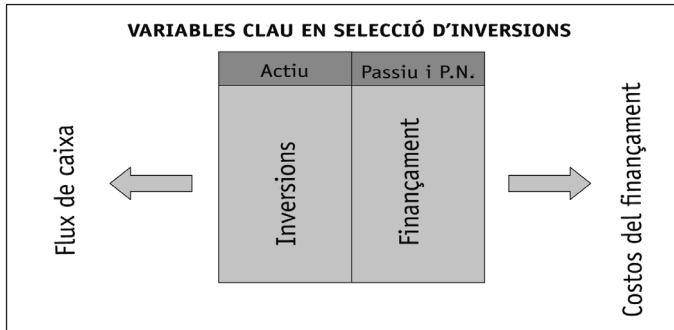 VARIABLES CLAU EN SELECCIÓ D'INVERSIONS
Actiu
Passiu i P.N.
Flux de caixa
Inversions
Finançament
Costos del finançament